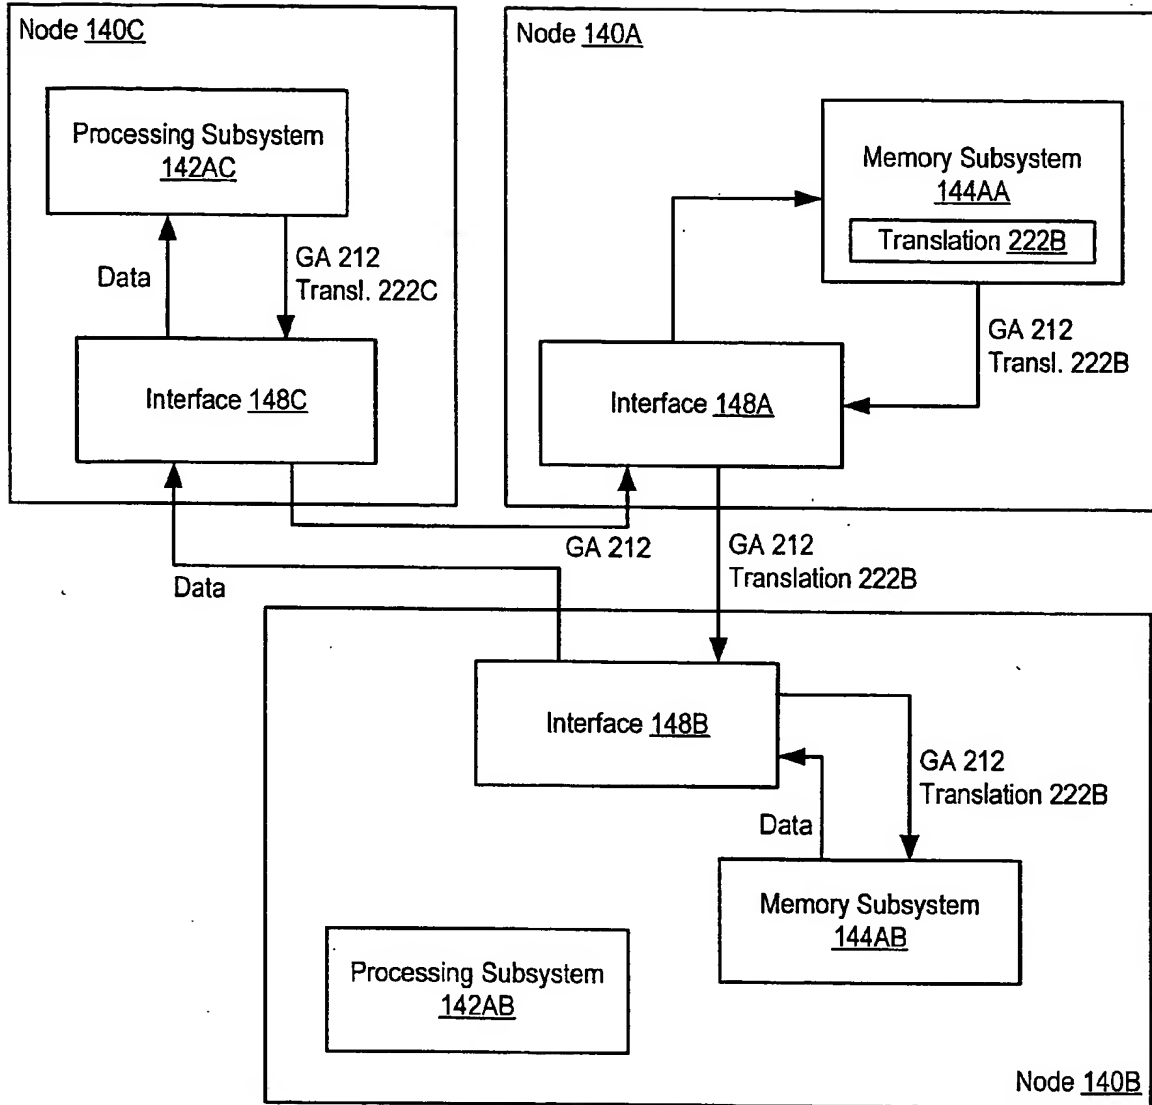 Node 140C
Processing Subsystem
142AC
Data
GA 212
Transl. 222C
Interface 148C
Node 140A
Memory Subsystem
144AA
Translation 222B
GA 212
Transl. 222B
Interface 148A
GA 212
Data
GA 212
Translation 222B
Interface 148B
GA 212
Translation 222B
Data
Memory Subsystem
144AB
Processing Subsystem
142AB
Node 140B